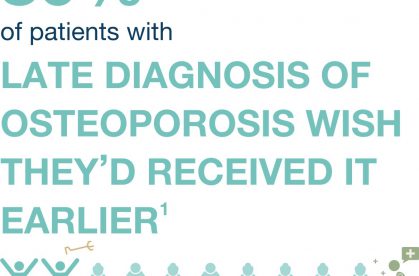 of patients with
LATE DIAGNOSIS OF
OSTEOPOROSIS WISH
THEY’D RECEIVED IT
EARLIER¹